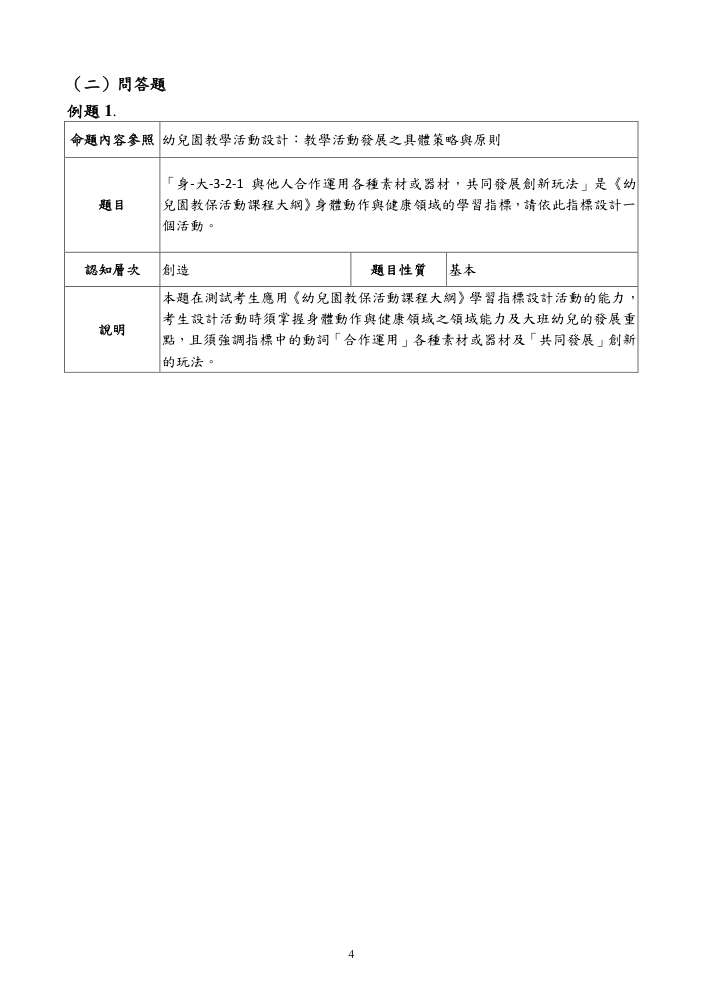 （二）問答題
例題 1.
命題內容參照 幼兒園教學活動設計：教學活動發展之具體策略與原則
題目
「身-大-3-2-1 與他人合作運用各種素材或器材，共同發展創新玩法」是《幼
兒園教保活動課程大綱》身體動作與健康領域的學習指標，請依此指標設計一
個活動。
認知層次 創造 題目性質 基本
說明
本題在測試考生應用《幼兒園教保活動課程大綱》學習指標設計活動的能力，
考生設計活動時須掌握身體動作與健康領域之領域能力及大班幼兒的發展重
點，且須強調指標中的動詞「合作運用」各種素材或器材及「共同發展」創新
的玩法。
4